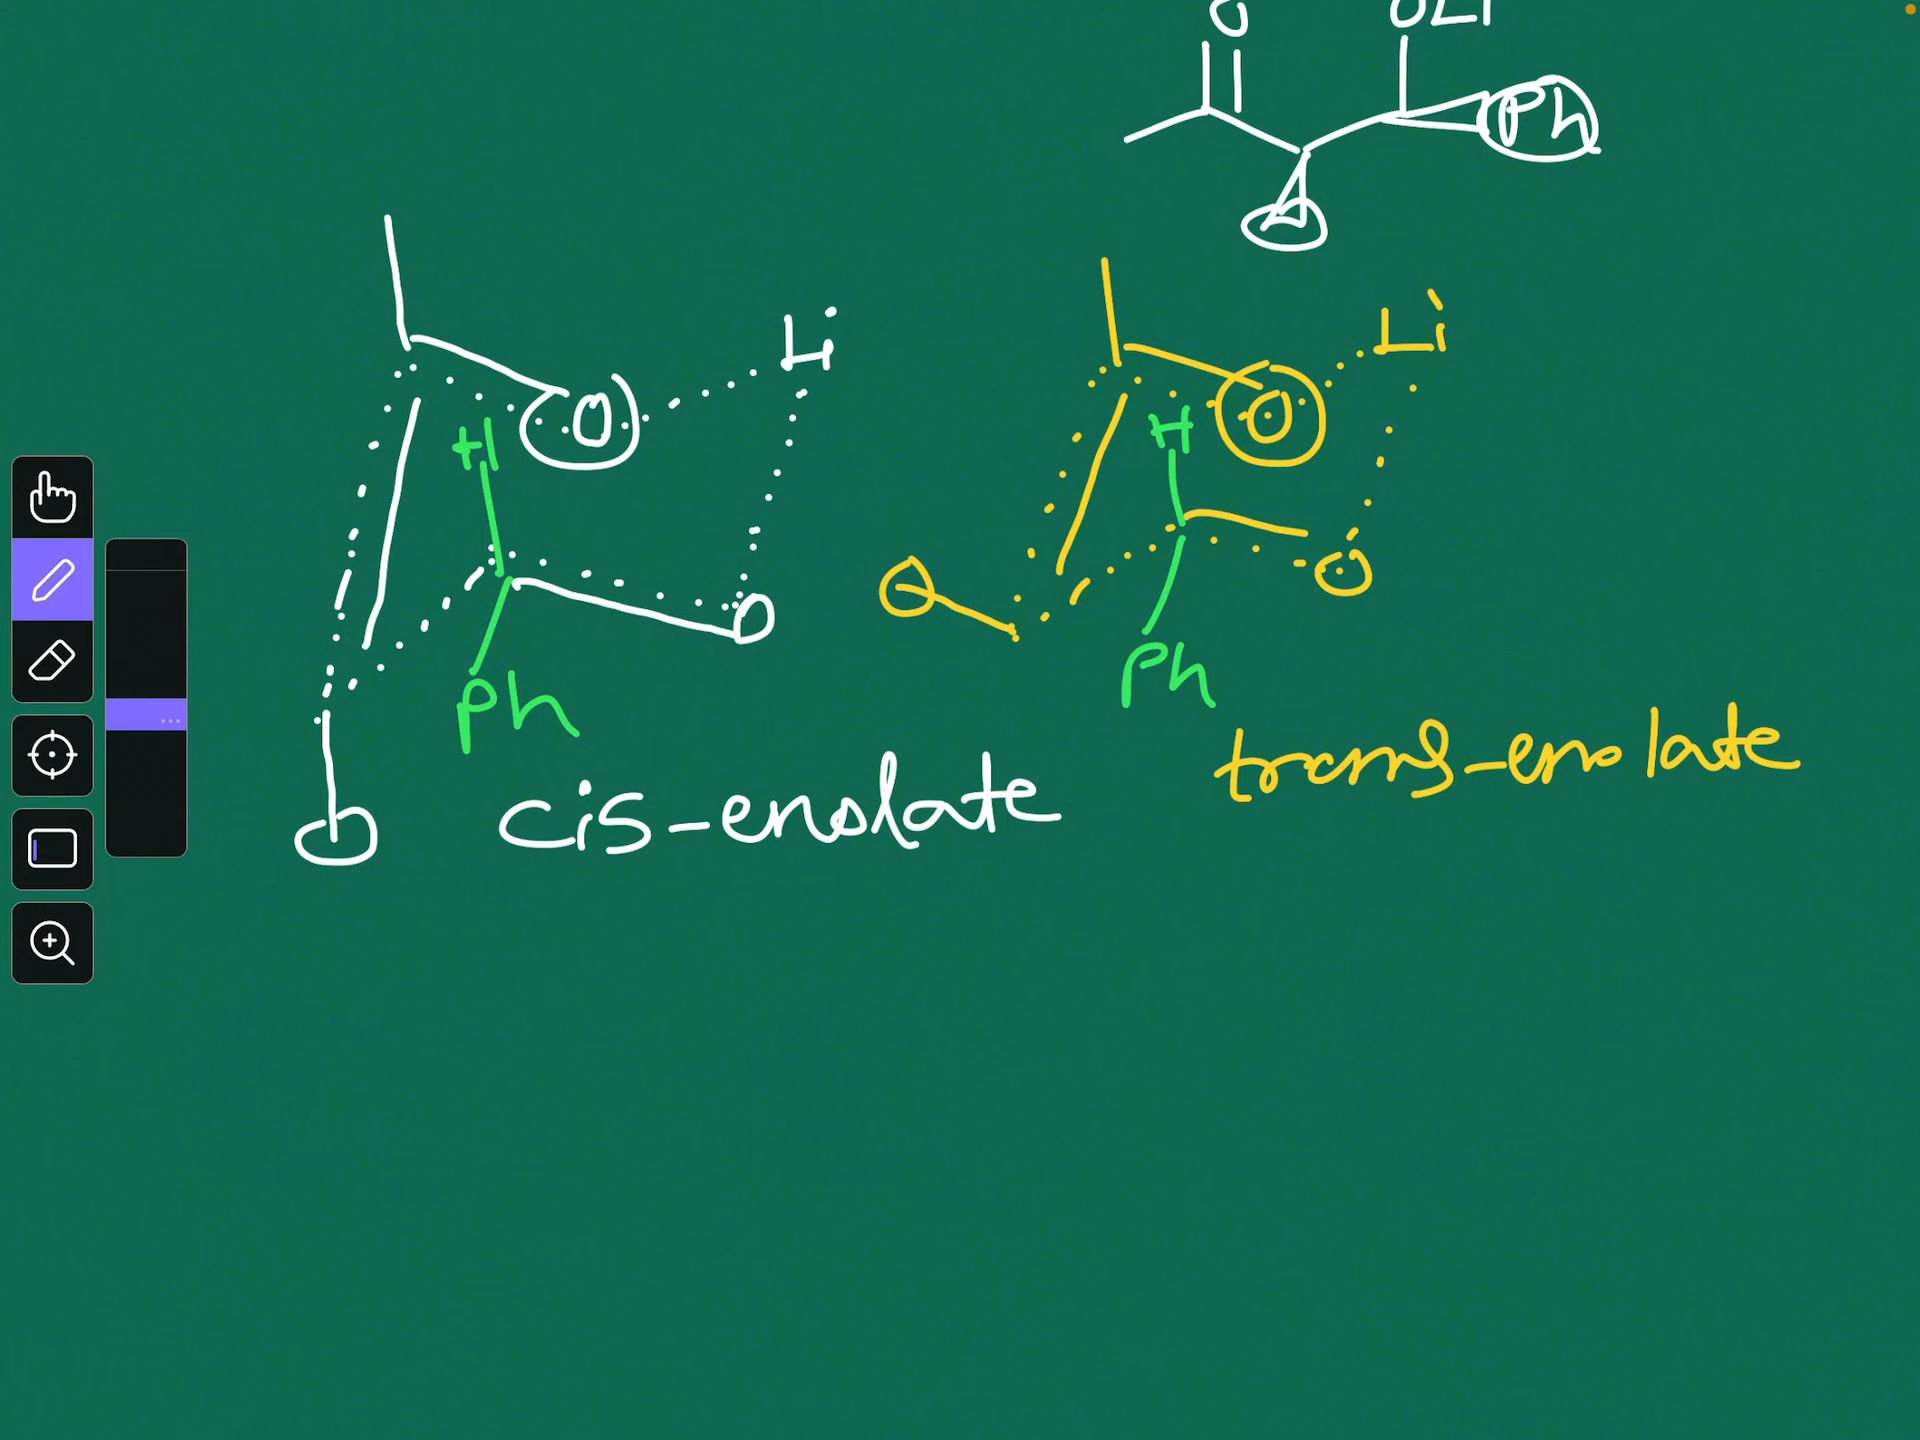 O OLi
Ph
Li Li
O H O
H
O O
Ph
Ph
cis-enolate trans-enolate